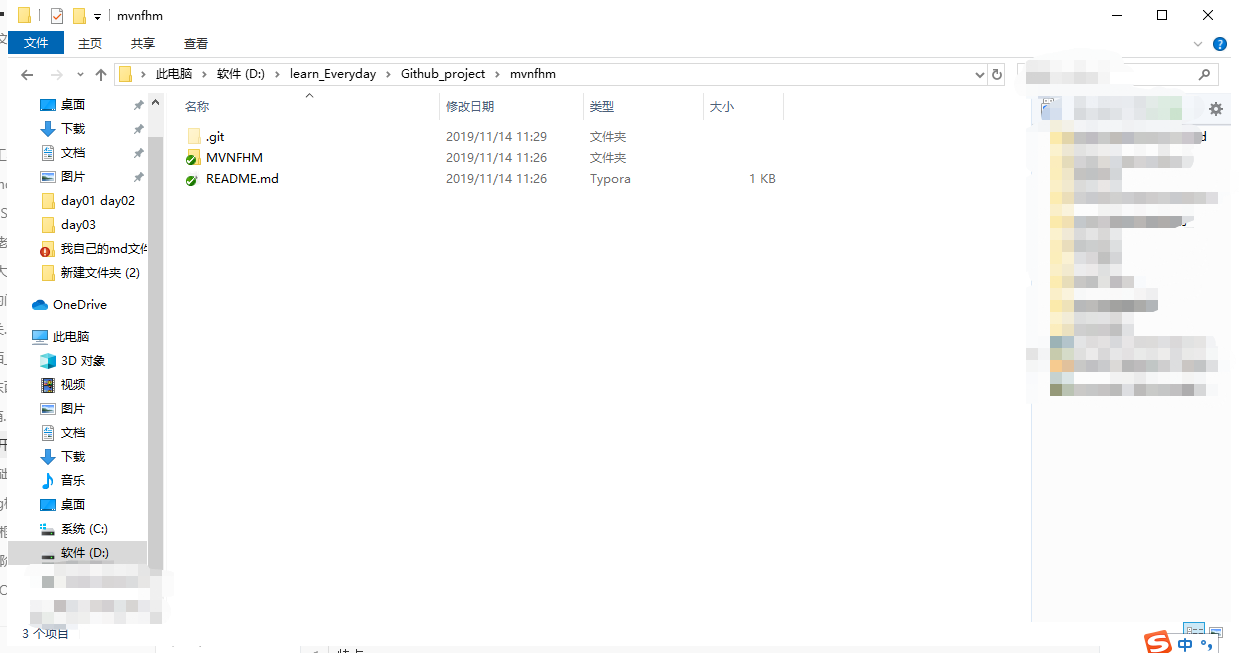 mvnfhm
文件 主页 共享 查看
此电脑 软件 (D:) learn_Everyday Github_project mvnfhm
名称 修改日期 类型 大小
.git 2019/11/14 11:29 文件夹
MVNFHM 2019/11/14 11:26 文件夹
README.md 2019/11/14 11:26 Typora 1 KB
桌面
下载
文档
图片
day01 day02
day03
我自己的md文件
新建文件夹 (2)
OneDrive
此电脑
3D 对象
视频
图片
文档
下载
音乐
桌面
系统 (C:)
软件 (D:)
3 个项目
中